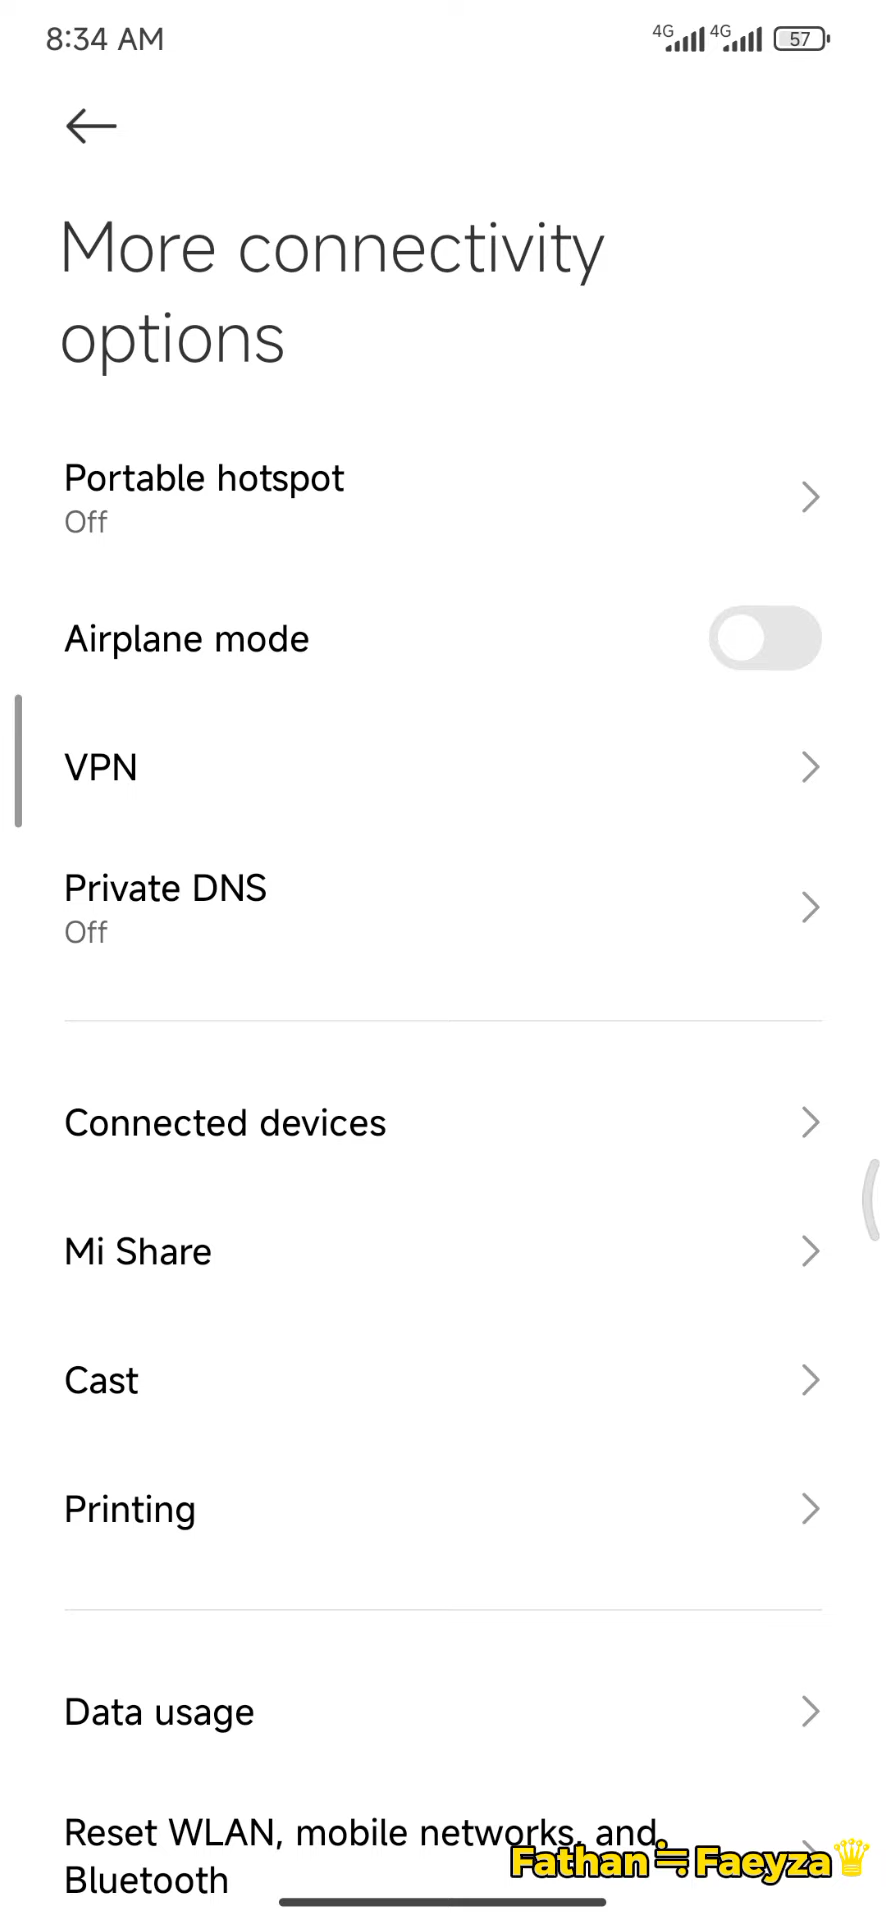 8:34 AM 4G 4G 57
More connectivity
options
Portable hotspot
Off
Airplane mode
VPN
Private DNS
Off
Connected devices
Mi Share
Cast
Printing
Data usage
Reset WLAN, mobile networks, and
Bluetooth
Fathan≒Faeyza♛